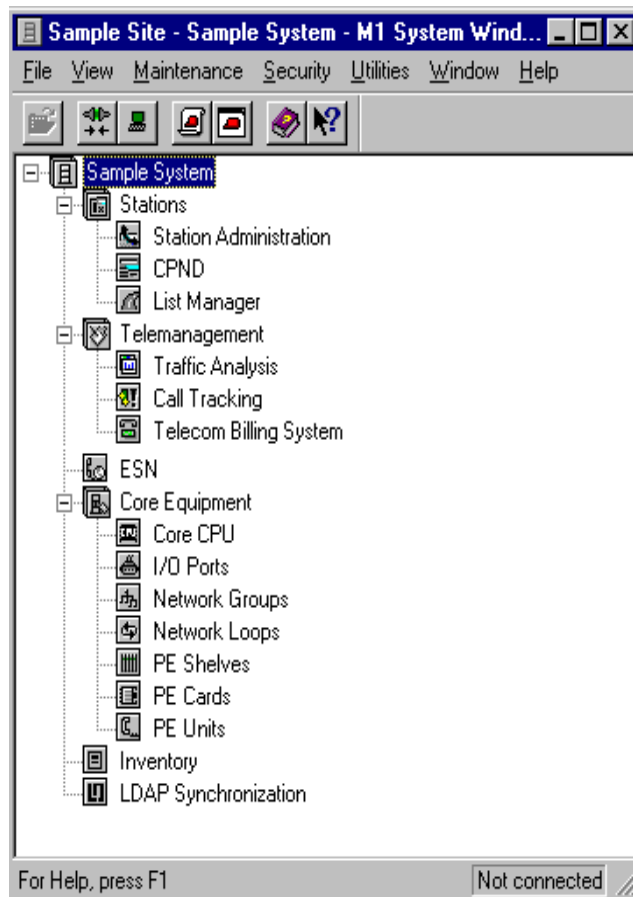 Sample Site - Sample System - M1 System Wind...
File View Maintenance Security Utilities Window Help
Sample System
Stations
Station Administration
CPND
List Manager
Telemanagement
Traffic Analysis
Call Tracking
Telecom Billing System
ESN
Core Equipment
Core CPU
I/O Ports
Network Groups
Network Loops
PE Shelves
PE Cards
PE Units
Inventory
LDAP Synchronization
For Help, press F1 Not connected